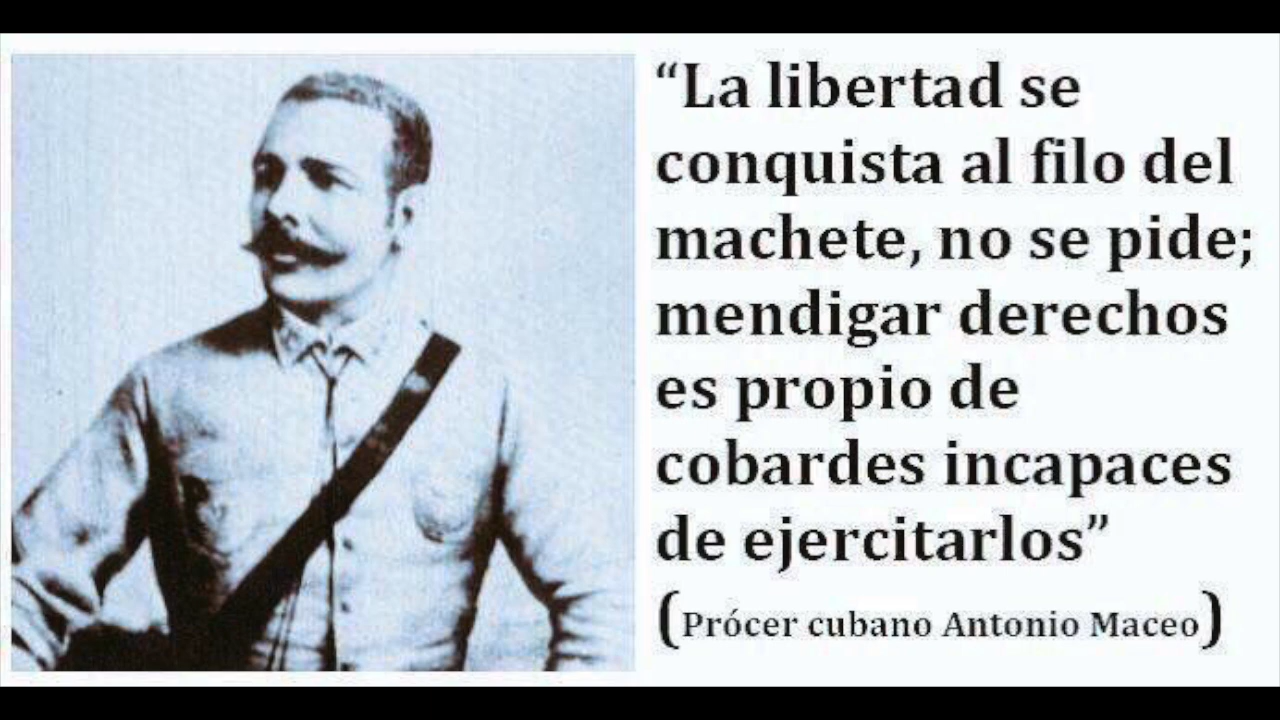 “La libertad se
conquista al filo del
machete, no se pide;
mendigar derechos
es propio de
cobardes incapaces
de ejercitarlos”
(Prócer cubano Antonio Maceo)